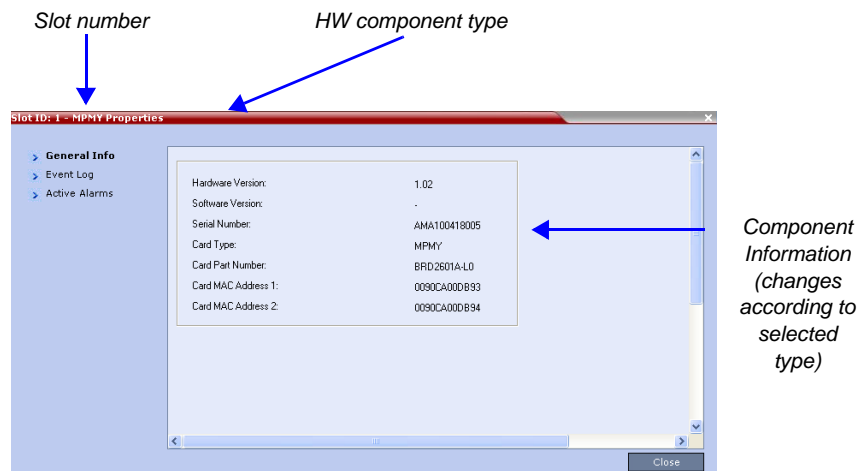 Slot number
HW component type
Slot ID: 1 - MPMY Properties
x
General Info
Event Log
Active Alarms
Hardware Version: 1.02
Software Version: -
Serial Number: AMA100418005
Card Type: MPMY
Card Part Number: BRD2601A-L0
Card MAC Address 1: 0090CA00DB93
Card MAC Address 2: 0090CA00DB94
Component
Information
(changes
according to
selected
type)
Close